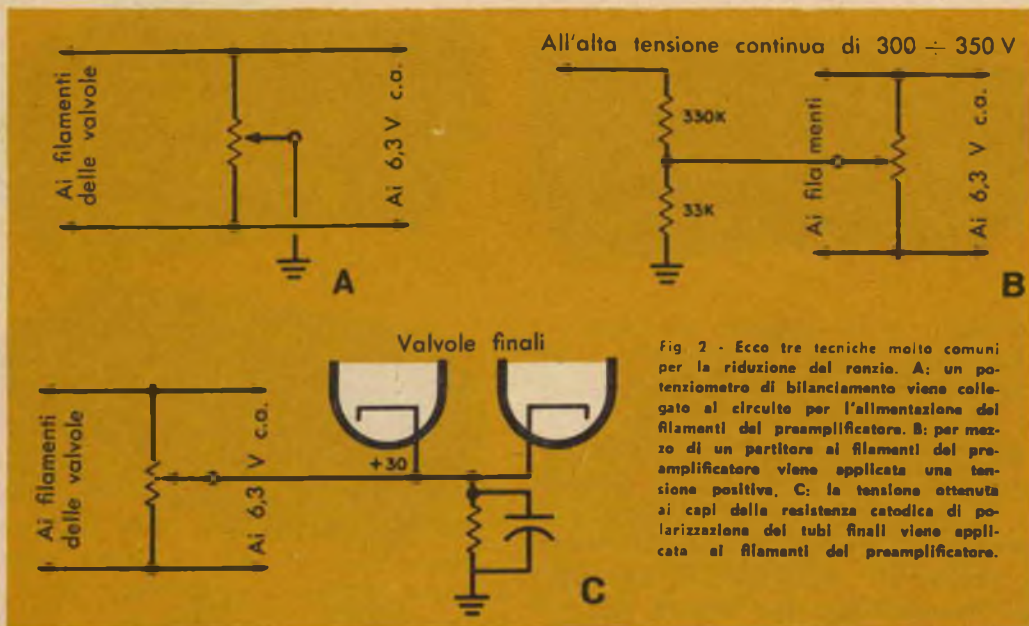 Ai filamenti
delle valvole
Ai 6,3 V c.a.
A
All'alta tensione continua di 300 ÷ 350 V
330K
33K
Ai filamenti
Ai 6,3 V c.a.
B
Valvole finali
Ai filamenti
delle valvole
Ai 6,3 V c.a.
+30
C
Fig. 2 - Ecco tre tecniche molto comuni
per la riduzione del ronzio. A: un po-
tenziometro di bilanciamento viene colle-
gato al circuito per l'alimentazione dei
filamenti del preamplificatore. B: per mez-
zo di un partitore ai filamenti del pre-
amplificatore viene applicata una ten-
sione positiva. C: la tensione ottenuta
ai capi della resistenza catodica di po-
larizzazione dei tubi finali viene appli-
cata ai filamenti del preamplificatore.